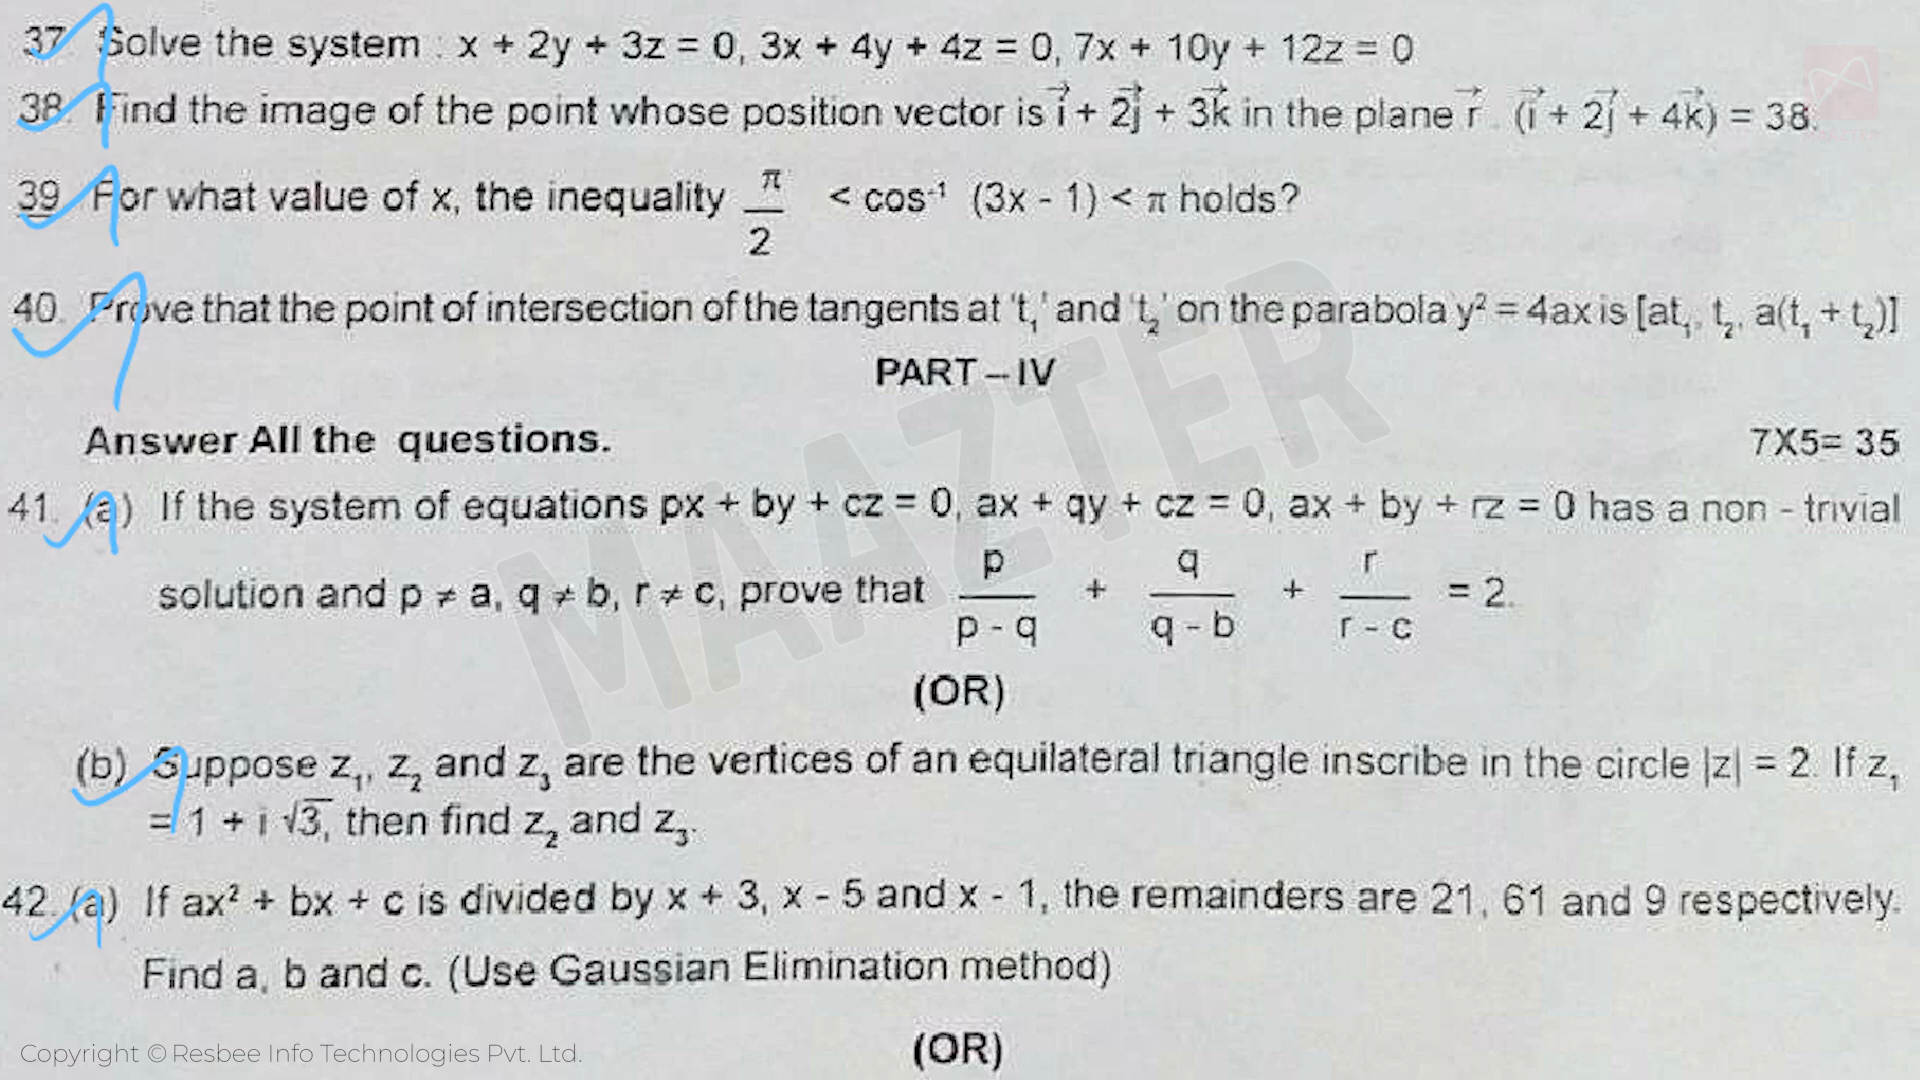 37. Solve the system : x + 2y + 3z = 0, 3x + 4y + 4z = 0, 7x + 10y + 12z = 0
38. Find the image of the point whose position vector is i⃗ + 2j⃗ + 3k⃗ in the plane r⃗ . (i⃗ + 2j⃗ + 4k⃗) = 38.
39. For what value of x, the inequality π/2 < cos⁻¹ (3x - 1) < π holds?
40. Prove that the point of intersection of the tangents at 't₁' and 't₂' on the parabola y² = 4ax is [at₁, t₂, a(t₁ + t₂)]
PART – IV
Answer All the questions. 7X5= 35
41. (a) If the system of equations px + by + cz = 0, ax + qy + cz = 0, ax + by + rz = 0 has a non - trivial
solution and p ≠ a, q ≠ b, r ≠ c, prove that p/(p - q) + q/(q - b) + r/(r - c) = 2.
(OR)
(b) Suppose z₁, z₂ and z₃ are the vertices of an equilateral triangle inscribe in the circle |z| = 2. If z₁
= 1 + i √3, then find z₂ and z₃.
42. (a) If ax² + bx + c is divided by x + 3, x - 5 and x - 1, the remainders are 21, 61 and 9 respectively.
Find a, b and c. (Use Gaussian Elimination method)
(OR)
MAAZTER
Copyright © Resbee Info Technologies Pvt. Ltd.